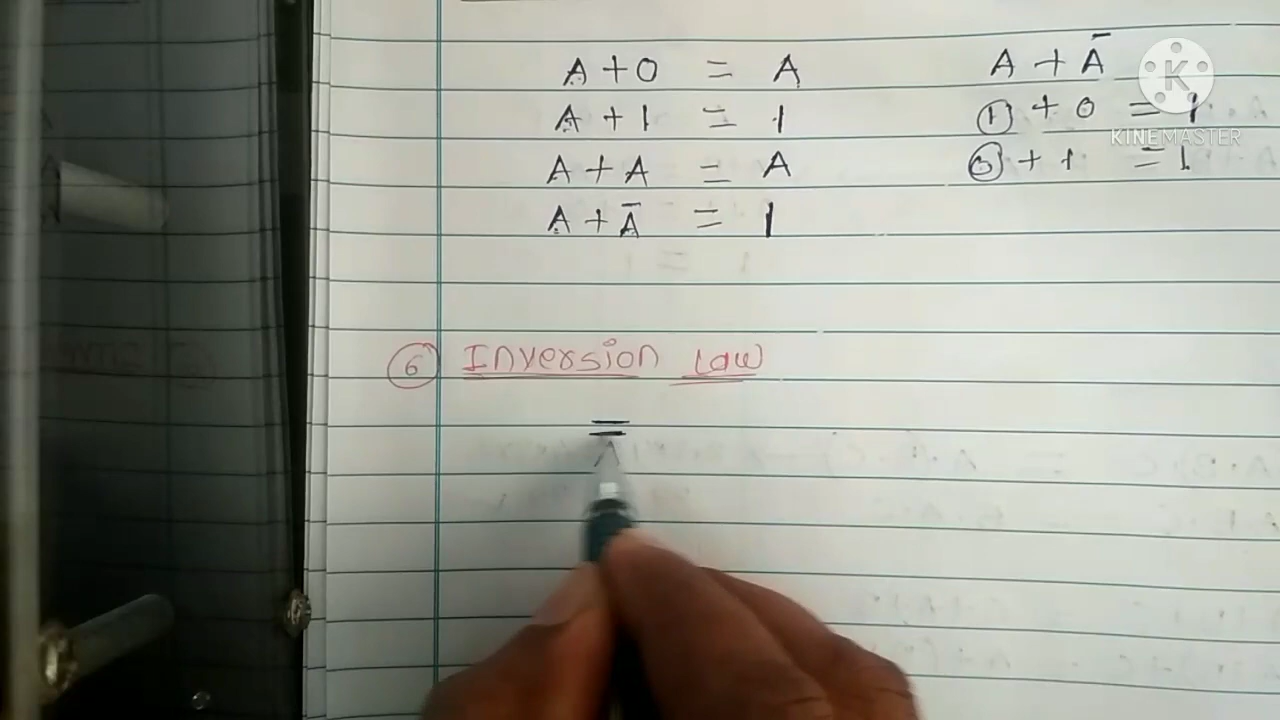 A + 0 = A
A + 1 = 1
A + A = A
A + Ā = 1
A + Ā
① + 0 = 1
⓪ + 1 = 1
K
KINEMASTER
⑥ Inversion Law
=